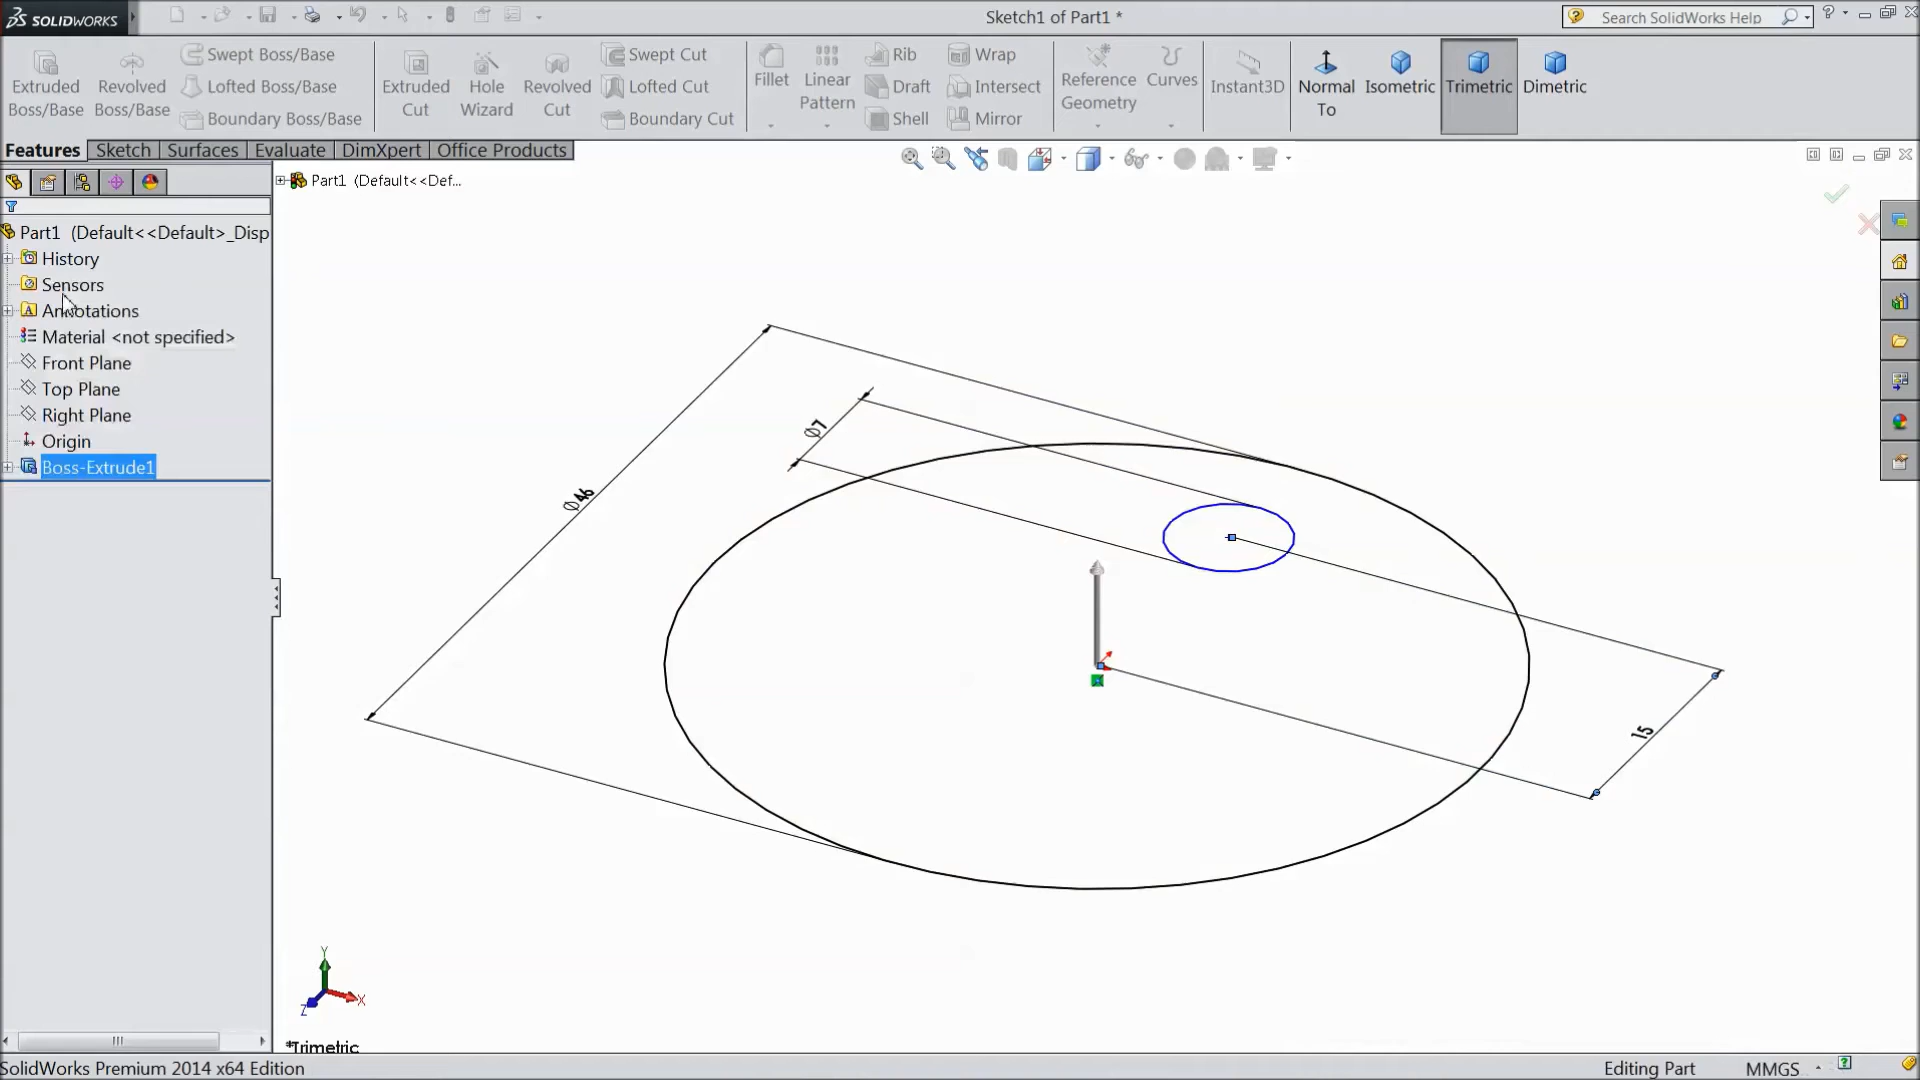 SOLIDWORKS
Sketch1 of Part1 *
Search SolidWorks Help
Extruded Boss/Base
Revolved Boss/Base
Swept Boss/Base
Lofted Boss/Base
Boundary Boss/Base
Extruded Cut
Hole Wizard
Revolved Cut
Swept Cut
Lofted Cut
Boundary Cut
Fillet
Linear Pattern
Rib
Draft
Shell
Wrap
Intersect
Mirror
Reference Geometry
Curves
Instant3D
Normal To
Isometric
Trimetric
Dimetric
Features
Sketch
Surfaces
Evaluate
DimXpert
Office Products
Part1 (Default<<Def...
Part1 (Default<<Default>_Disp
History
Sensors
Annotations
Material <not specified>
Front Plane
Top Plane
Right Plane
Origin
Boss-Extrude1
∅7
∅46
15
Y
X
Z
*Trimetric
SolidWorks Premium 2014 x64 Edition
Editing Part
MMGS